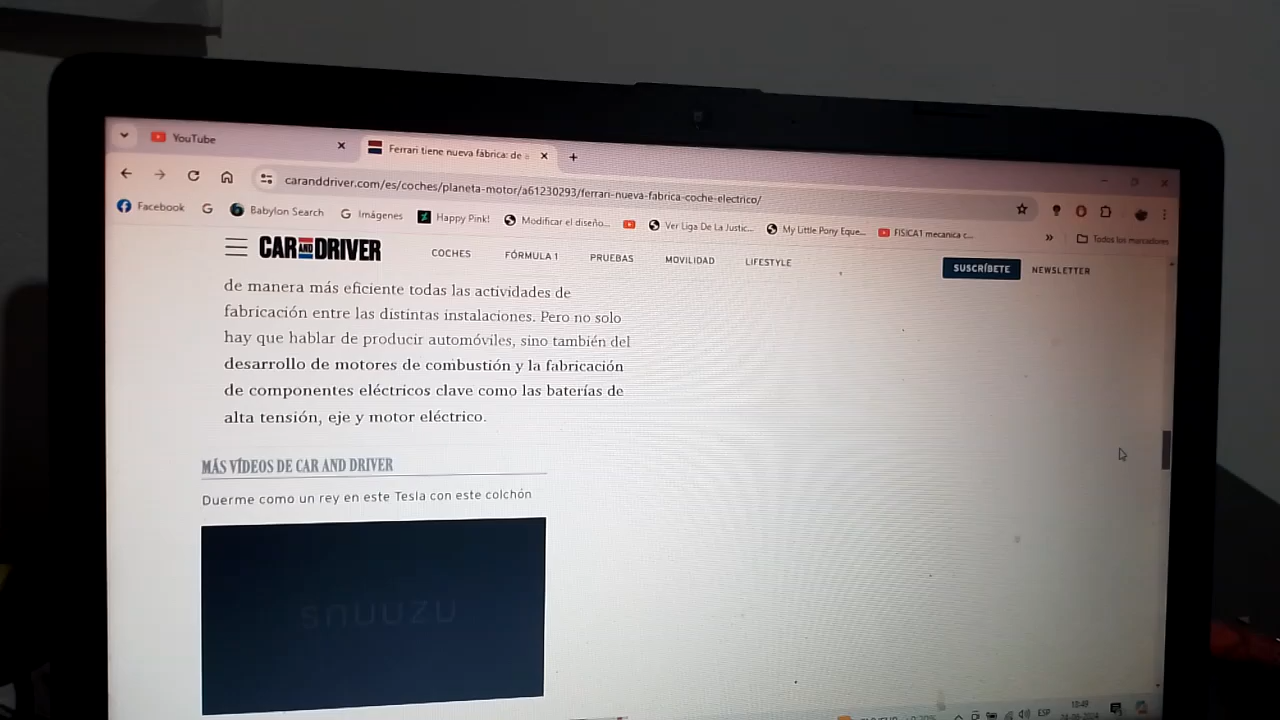 YouTube
Ferrari tiene nueva fábrica: de a
caranddriver.com/es/coches/planeta-motor/a61230293/ferrari-nueva-fabrica-coche-electrico/
Facebook
Babylon Search
Imágenes
Happy Pink!
Modificar el diseño...
Ver Liga De La Justic...
My Little Pony Eque...
FISICA1 mecanica c...
Todos los marcadores
CAR AND DRIVER
COCHES
FÓRMULA 1
PRUEBAS
MOVILIDAD
LIFESTYLE
SUSCRÍBETE
NEWSLETTER
de manera más eficiente todas las actividades de
fabricación entre las distintas instalaciones. Pero no solo
hay que hablar de producir automóviles, sino también del
desarrollo de motores de combustión y la fabricación
de componentes eléctricos clave como las baterías de
alta tensión, eje y motor eléctrico.
MÁS VÍDEOS DE CAR AND DRIVER
Duerme como un rey en este Tesla con este colchón
snuuzu
ESP
10:49